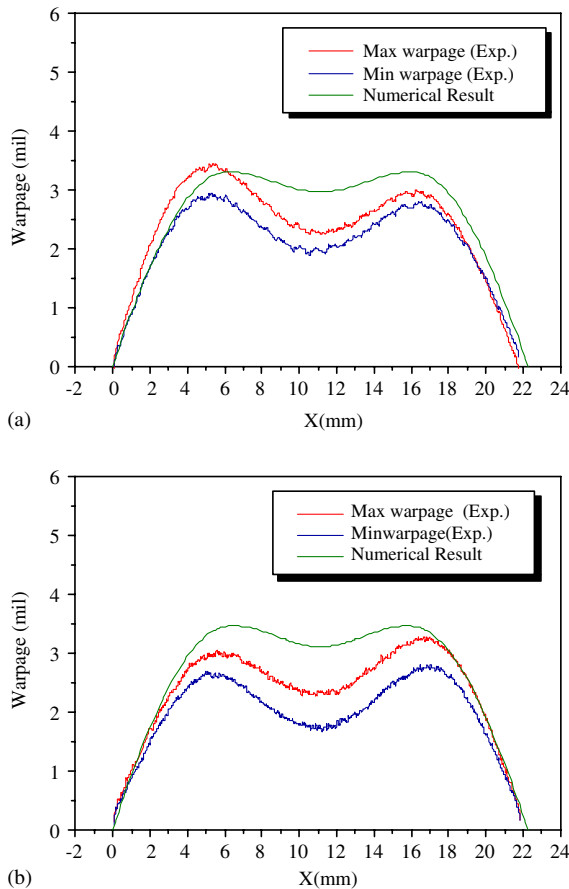 6
5
4
3
2
1
0
Warpage (mil)
Max warpage (Exp.)
Min warpage (Exp.)
Numerical Result
-2 0 2 4 6 8 10 12 14 16 18 20 22 24
X(mm)
(a)
6
5
4
3
2
1
0
Warpage (mil)
Max warpage (Exp.)
Minwarpage(Exp.)
Numerical Result
-2 0 2 4 6 8 10 12 14 16 18 20 22 24
X(mm)
(b)